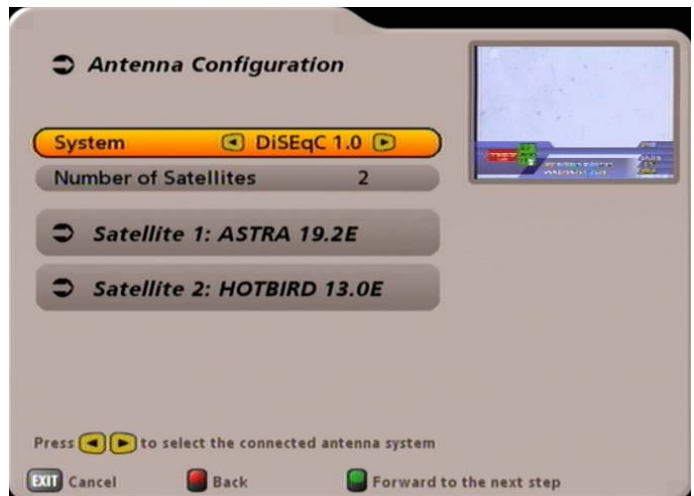 Antenna Configuration
System DiSEqC 1.0
Number of Satellites 2
Satellite 1: ASTRA 19.2E
Satellite 2: HOTBIRD 13.0E
Press to select the connected antenna system
EXIT Cancel Back Forward to the next step